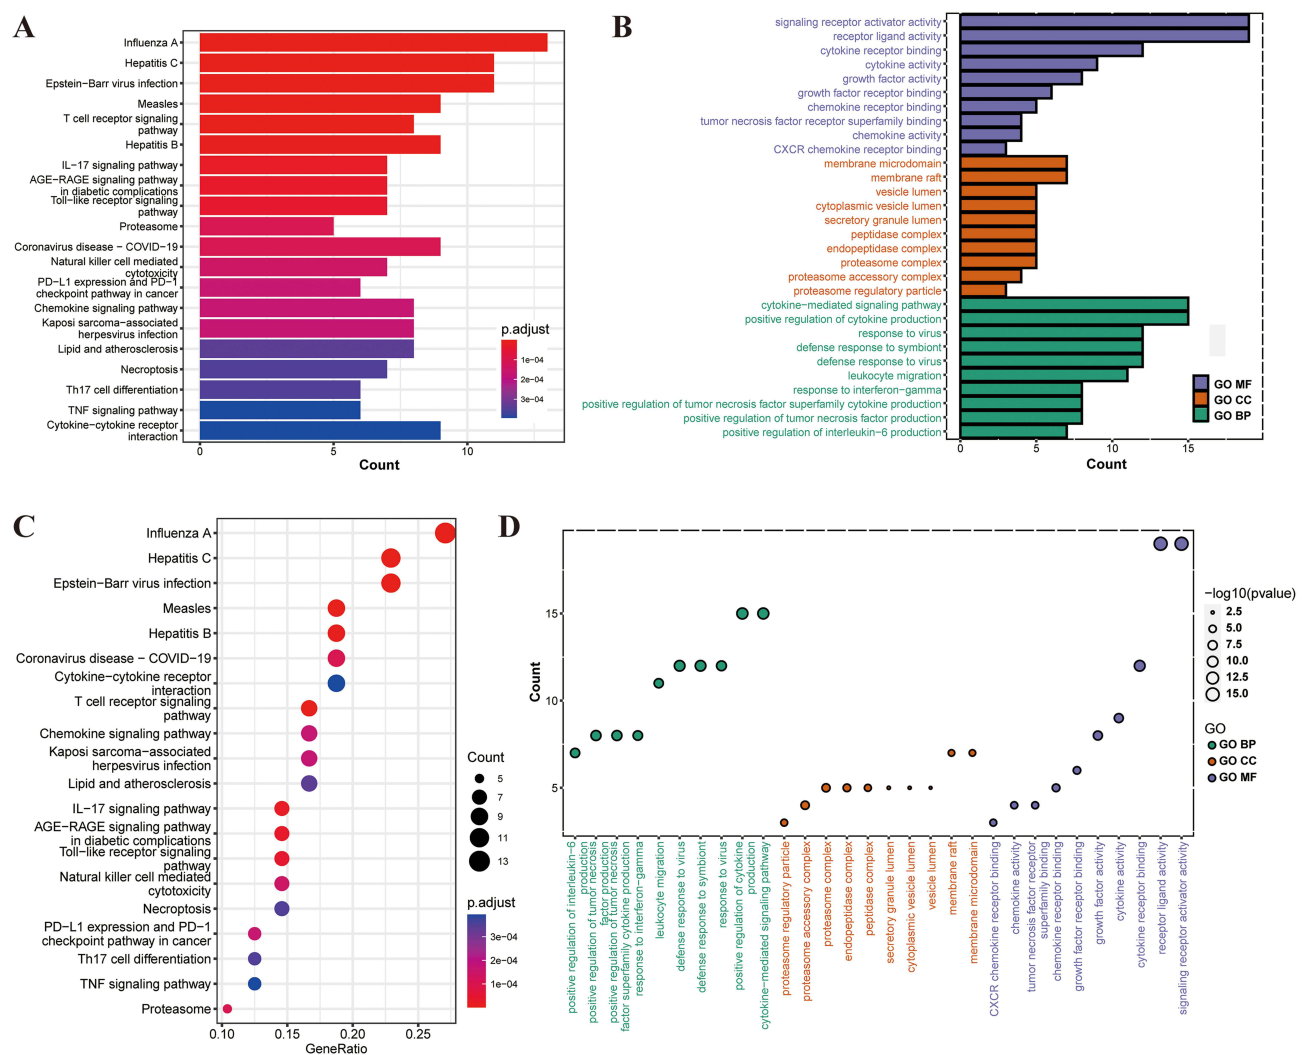 A
Influenza A
Hepatitis C
Epstein−Barr virus infection
Measles
T cell receptor signaling
pathway
Hepatitis B
IL−17 signaling pathway
AGE−RAGE signaling pathway
in diabetic complications
Toll−like receptor signaling
pathway
Proteasome
Coronavirus disease − COVID−19
Natural killer cell mediated
cytotoxicity
PD−L1 expression and PD−1
checkpoint pathway in cancer
Chemokine signaling pathway
Kaposi sarcoma−associated
herpesvirus infection
Lipid and atherosclerosis
Necroptosis
Th17 cell differentiation
TNF signaling pathway
Cytokine−cytokine receptor
interaction
0 5 10
Count
p.adjust
1e−04
2e−04
3e−04
B
signaling receptor activator activity
receptor ligand activity
cytokine receptor binding
cytokine activity
growth factor activity
growth factor receptor binding
chemokine receptor binding
tumor necrosis factor receptor superfamily binding
chemokine activity
CXCR chemokine receptor binding
membrane microdomain
membrane raft
vesicle lumen
cytoplasmic vesicle lumen
secretory granule lumen
peptidase complex
endopeptidase complex
proteasome complex
proteasome accessory complex
proteasome regulatory particle
cytokine−mediated signaling pathway
positive regulation of cytokine production
response to virus
defense response to symbiont
defense response to virus
leukocyte migration
response to interferon−gamma
positive regulation of tumor necrosis factor superfamily cytokine production
positive regulation of tumor necrosis factor production
positive regulation of interleukin−6 production
0 5 10 15
Count
GO MF
GO CC
GO BP
C
Influenza A
Hepatitis C
Epstein−Barr virus infection
Measles
Hepatitis B
Coronavirus disease − COVID−19
Cytokine−cytokine receptor
interaction
T cell receptor signaling
pathway
Chemokine signaling pathway
Kaposi sarcoma−associated
herpesvirus infection
Lipid and atherosclerosis
IL−17 signaling pathway
AGE−RAGE signaling pathway
in diabetic complications
Toll−like receptor signaling
pathway
Natural killer cell mediated
cytotoxicity
Necroptosis
PD−L1 expression and PD−1
checkpoint pathway in cancer
Th17 cell differentiation
TNF signaling pathway
Proteasome
0.10 0.15 0.20 0.25
GeneRatio
Count
5
7
9
11
13
p.adjust
3e−04
2e−04
1e−04
D
Count
15
10
5
positive regulation of interleukin−6
production
positive regulation of tumor necrosis
factor production
positive regulation of tumor necrosis
factor superfamily cytokine production
response to interferon−gamma
leukocyte migration
defense response to virus
defense response to symbiont
response to virus
positive regulation of cytokine
production
cytokine−mediated signaling pathway
proteasome regulatory particle
proteasome accessory complex
proteasome complex
endopeptidase complex
peptidase complex
secretory granule lumen
cytoplasmic vesicle lumen
vesicle lumen
membrane raft
membrane microdomain
CXCR chemokine receptor binding
chemokine activity
tumor necrosis factor receptor
superfamily binding
chemokine receptor binding
growth factor receptor binding
growth factor activity
cytokine activity
cytokine receptor binding
receptor ligand activity
signaling receptor activator activity
−log10(pvalue)
2.5
5.0
7.5
10.0
12.5
15.0
GO
GO BP
GO CC
GO MF